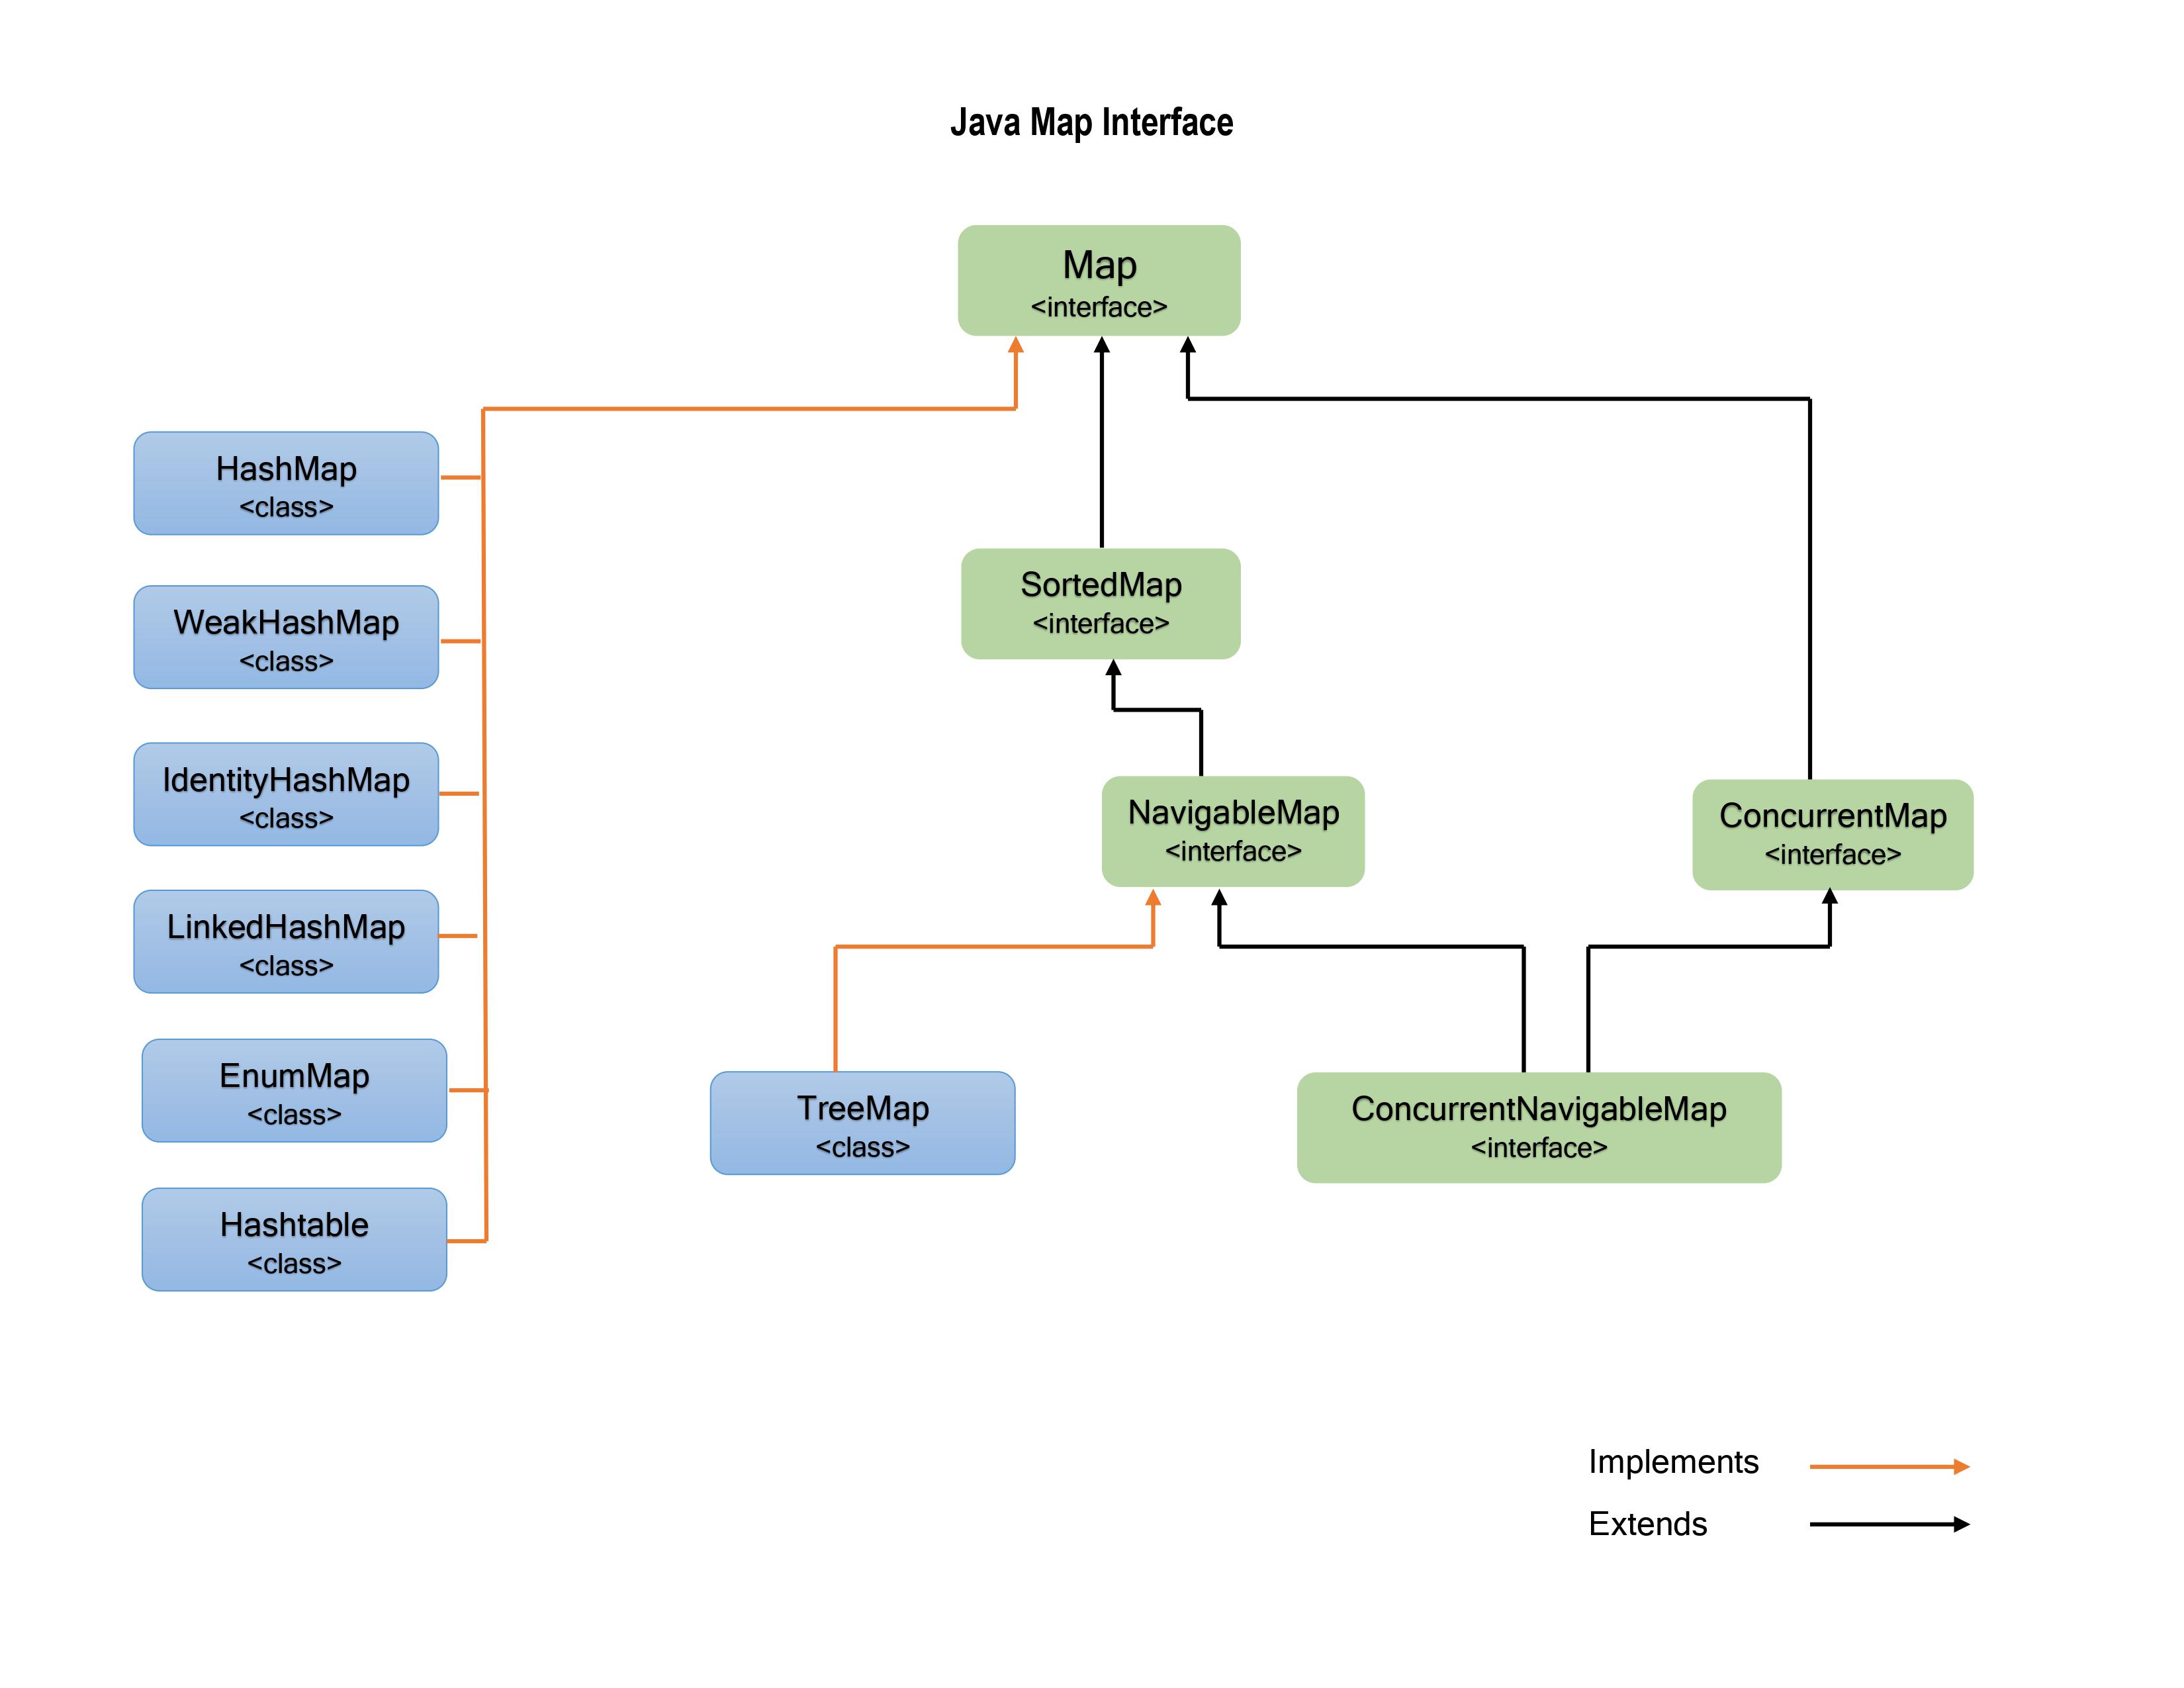 Java Map Interface
Map
<interface>
HashMap
<class>
WeakHashMap
<class>
IdentityHashMap
<class>
LinkedHashMap
<class>
EnumMap
<class>
Hashtable
<class>
SortedMap
<interface>
NavigableMap
<interface>
ConcurrentMap
<interface>
TreeMap
<class>
ConcurrentNavigableMap
<interface>
Implements
Extends